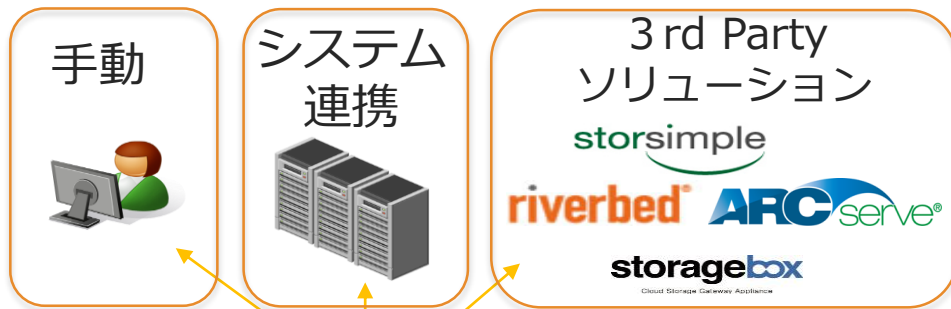 手動
システム
連携
３rd Party
ソリューション
storsimple
riverbed®
ARCserve®
storagebox
Cloud Storage Gateway Appliance